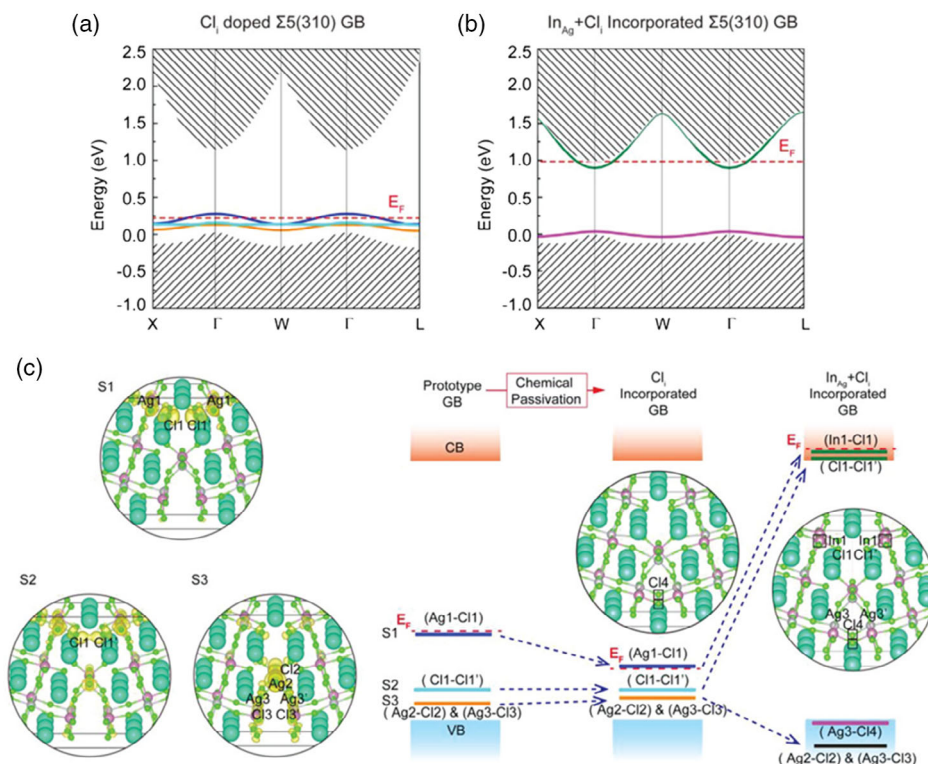 (a)
Cl_i doped Σ5(310) GB
Energy (eV)
2.5
2.0
1.5
1.0
0.5
0.0
-0.5
-1.0
E_F
X Γ W Γ L
(b)
In_Ag+Cl_i Incorporated Σ5(310) GB
Energy (eV)
2.5
2.0
1.5
1.0
0.5
0.0
-0.5
-1.0
E_F
X Γ W Γ L
(c)
S1
Ag1 Ag1'
Cl1 Cl1'
S2
Cl1 Cl1'
S3
Cl2
Ag2
Ag3 Ag3'
Cl3 Cl3'
Prototype
GB
Chemical
Passivation
Cl_i
Incorporated
GB
In_Ag+Cl_i
Incorporated
GB
CB
E_F
(Ag1-Cl1)
S1
S2
(Cl1-Cl1')
S3
(Ag2-Cl2) & (Ag3-Cl3)
VB
Cl4
E_F
(Ag1-Cl1)
(Cl1-Cl1')
(Ag2-Cl2) & (Ag3-Cl3)
E_F
(In1-Cl1)
(Cl1-Cl1')
In1 In1'
Cl1 Cl1'
Ag3 Ag3'
Cl4
(Ag3-Cl4)
(Ag2-Cl2) & (Ag3-Cl3)